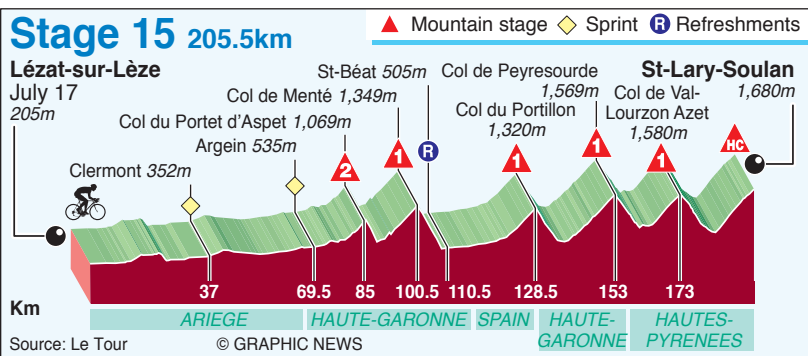 Stage 15 205.5km
Mountain stage Sprint R Refreshments
Lézat-sur-Lèze
July 17
205m
Clermont 352m
Argein 535m
Col du Portet d'Aspet 1,069m
Col de Menté 1,349m
St-Béat 505m
Col du Portillon
1,320m
Col de Peyresourde
1,569m
Col de Val-
Lourzon Azet
1,580m
St-Lary-Soulan
1,680m
2
1
R
1
1
1
HC
37 69.5 85 100.5 110.5 128.5 153 173
Km
ARIEGE HAUTE-GARONNE SPAIN HAUTE-
GARONNE HAUTES-
PYRENEES
Source: Le Tour © GRAPHIC NEWS